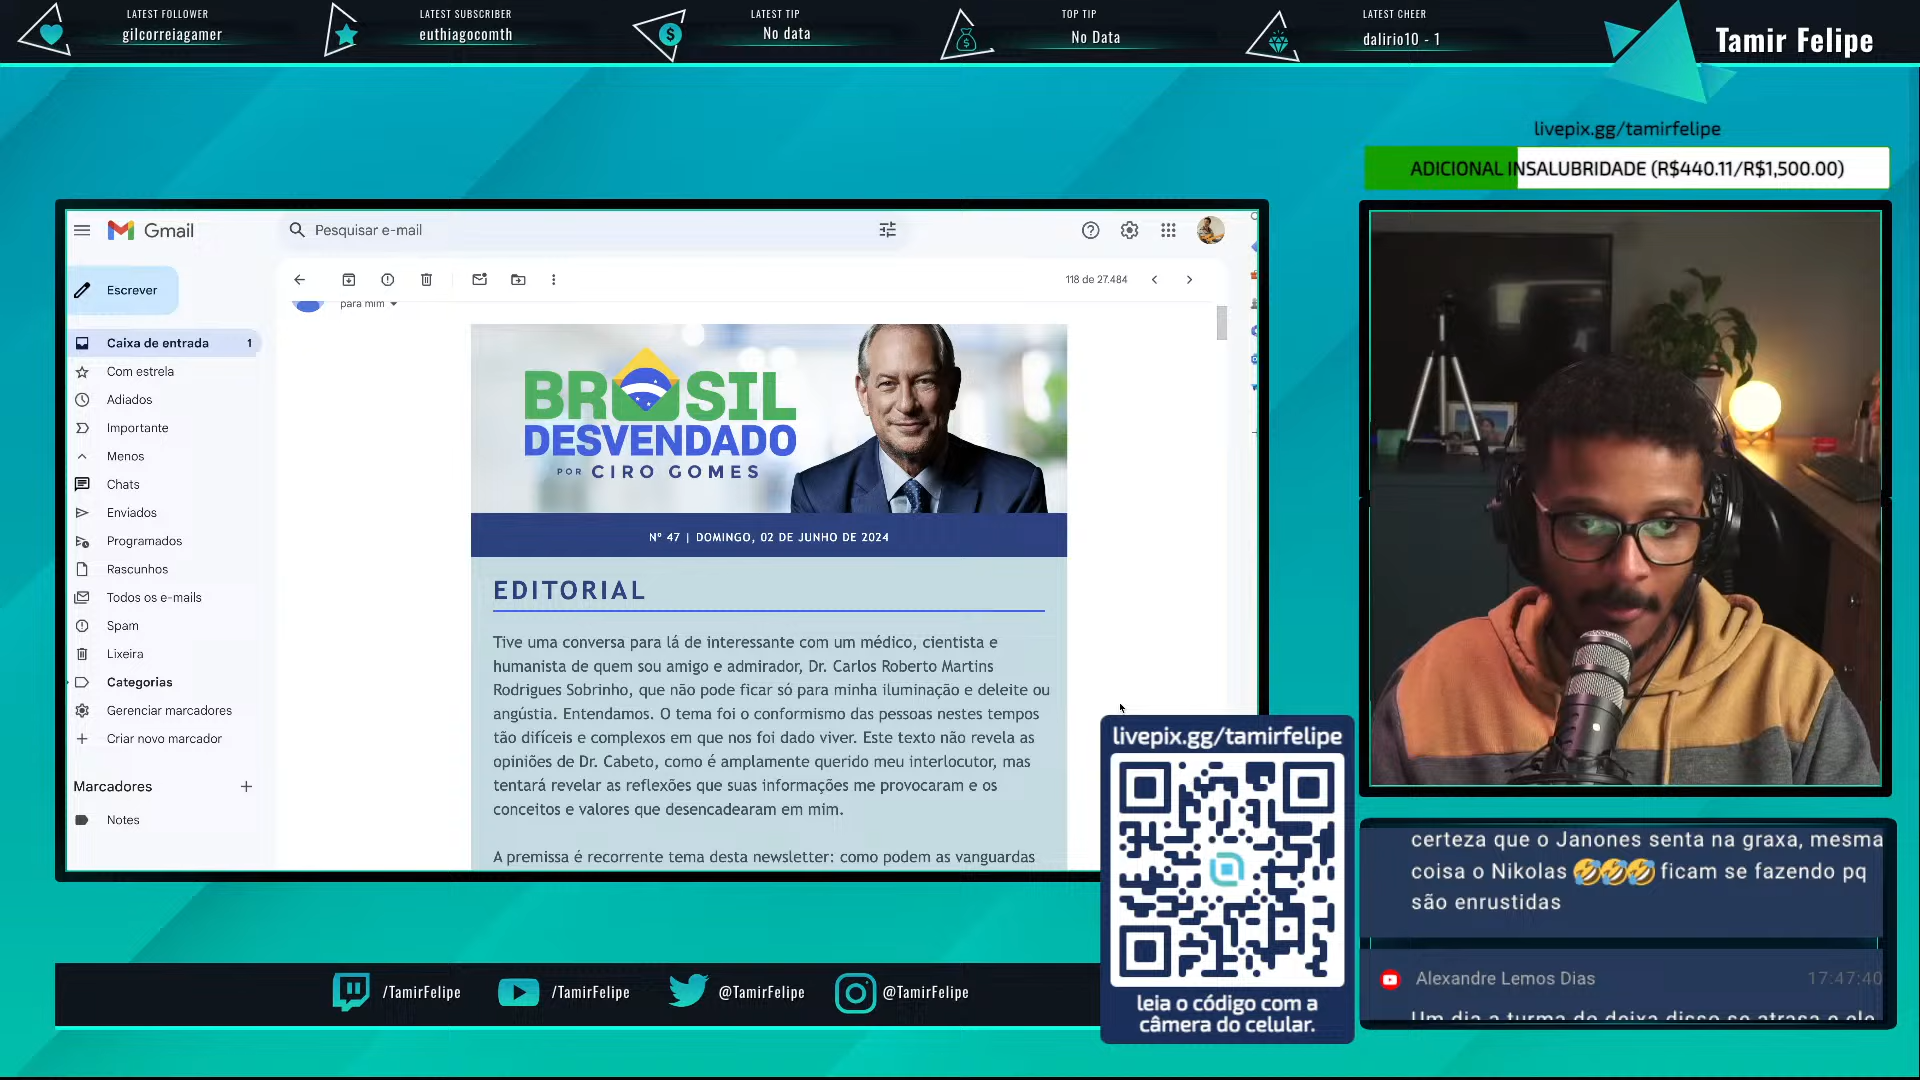 LATEST FOLLOWER
gilcorreiagamer
LATEST SUBSCRIBER
euthiagocomth
LATEST TIP
No data
TOP TIP
No Data
LATEST CHEER
dalirio10 - 1
Tamir Felipe
livepix.gg/tamirfelipe
ADICIONAL INSALUBRIDADE (R$440.11/R$1,500.00)
Gmail
Pesquisar e-mail
Escrever
118 de 27.484
para mim
Caixa de entrada 1
Com estrela
Adiados
Importante
Menos
Chats
Enviados
Programados
Rascunhos
Todos os e-mails
Spam
Lixeira
Categorias
Gerenciar marcadores
Criar novo marcador
Marcadores
Notes
BRASIL
DESVENDADO
POR CIRO GOMES
Nº 47 | DOMINGO, 02 DE JUNHO DE 2024
EDITORIAL
Tive uma conversa para lá de interessante com um médico, cientista e
humanista de quem sou amigo e admirador, Dr. Carlos Roberto Martins
Rodrigues Sobrinho, que não pode ficar só para minha iluminação e deleite ou
angústia. Entendamos. O tema foi o conformismo das pessoas nestes tempos
tão difíceis e complexos em que nos foi dado viver. Este texto não revela as
opiniões de Dr. Cabeto, como é amplamente querido meu interlocutor, mas
tentará revelar as reflexões que suas informações me provocaram e os
conceitos e valores que desencadearam em mim.
A premissa é recorrente tema desta newsletter: como podem as vanguardas
livepix.gg/tamirfelipe
leia o código com a
câmera do celular.
certeza que o Janones senta na graxa, mesma
coisa o Nikolas 🤣🤣🤣 ficam se fazendo pq
são enrustidas
Alexandre Lemos Dias 17:47:40
Um dia a turma do deixa disso se atrasa e ele
/TamirFelipe
/TamirFelipe
@TamirFelipe
@TamirFelipe